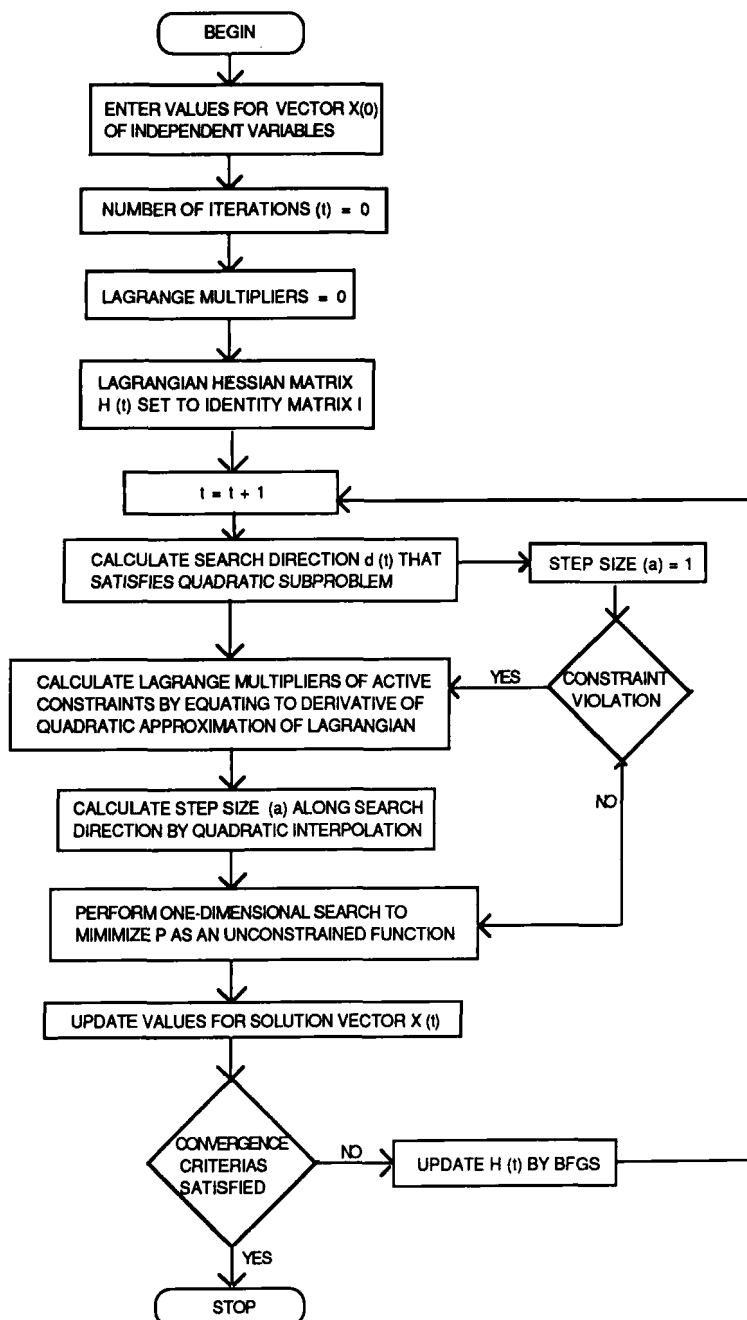 BEGIN
ENTER VALUES FOR VECTOR X(0)
OF INDEPENDENT VARIABLES
NUMBER OF ITERATIONS (t) = 0
LAGRANGE MULTIPLIERS = 0
LAGRANGIAN HESSIAN MATRIX
H (t) SET TO IDENTITY MATRIX I
t = t + 1
CALCULATE SEARCH DIRECTION d (t) THAT
SATISFIES QUADRATIC SUBPROBLEM
STEP SIZE (a) = 1
CONSTRAINT
VIOLATION
YES
NO
CALCULATE LAGRANGE MULTIPLIERS OF ACTIVE
CONSTRAINTS BY EQUATING TO DERIVATIVE OF
QUADRATIC APPROXIMATION OF LAGRANGIAN
CALCULATE STEP SIZE (a) ALONG SEARCH
DIRECTION BY QUADRATIC INTERPOLATION
PERFORM ONE-DIMENSIONAL SEARCH TO
MIMIMIZE P AS AN UNCONSTRAINED FUNCTION
UPDATE VALUES FOR SOLUTION VECTOR X (t)
CONVERGENCE
CRITERIAS
SATISFIED
NO
UPDATE H (t) BY BFGS
YES
STOP